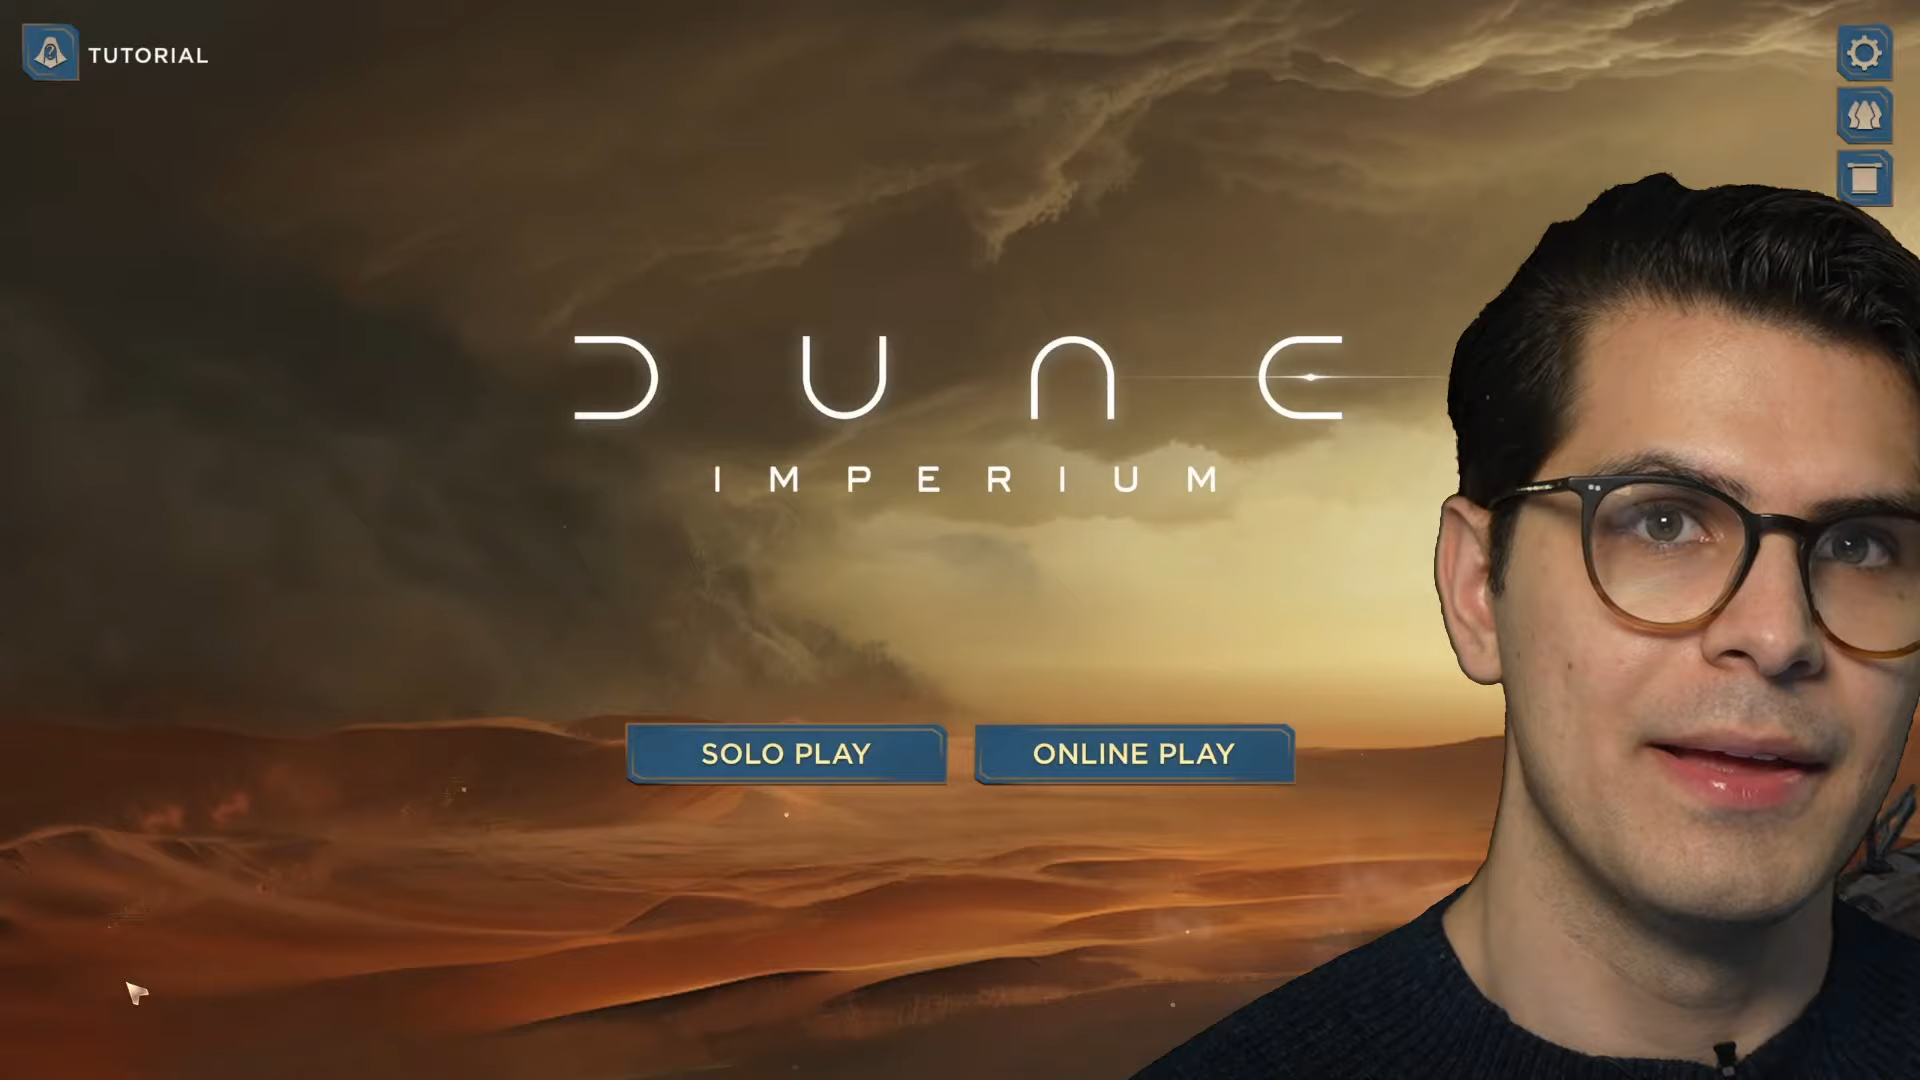 TUTORIAL
DUNE
IMPERIUM
SOLO PLAY
ONLINE PLAY